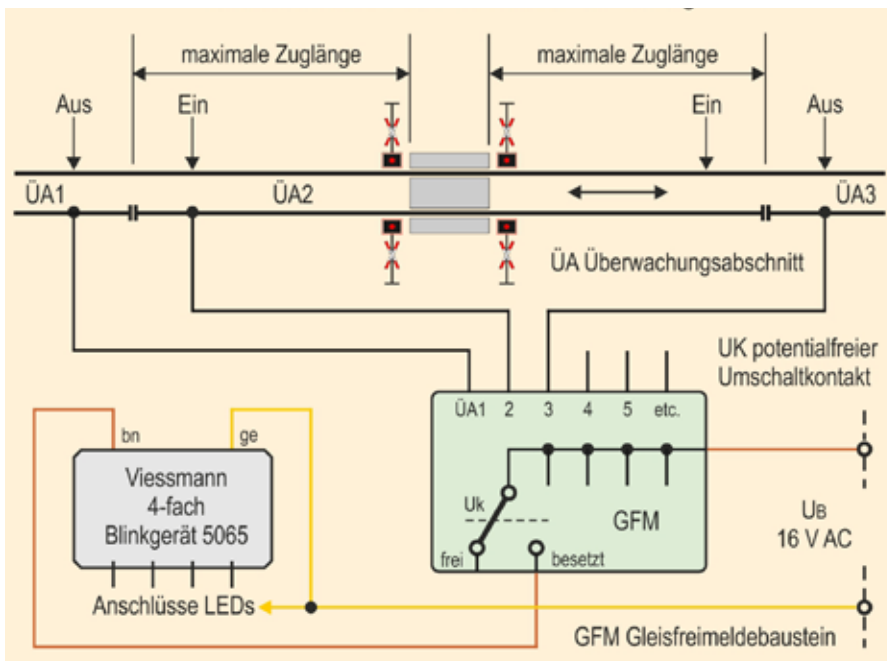 maximale Zuglänge
maximale Zuglänge
Aus
Ein
Ein
Aus
ÜA1
ÜA2
ÜA3
ÜA Überwachungsabschnitt
UK potentialfreier
Umschaltkontakt
ÜA1 2 3 4 5 etc.
bn
ge
Viessmann
4-fach
Blinkgerät 5065
Uk
GFM
UB
16 V AC
frei
besetzt
Anschlüsse LEDs
GFM Gleisfreimeldebaustein